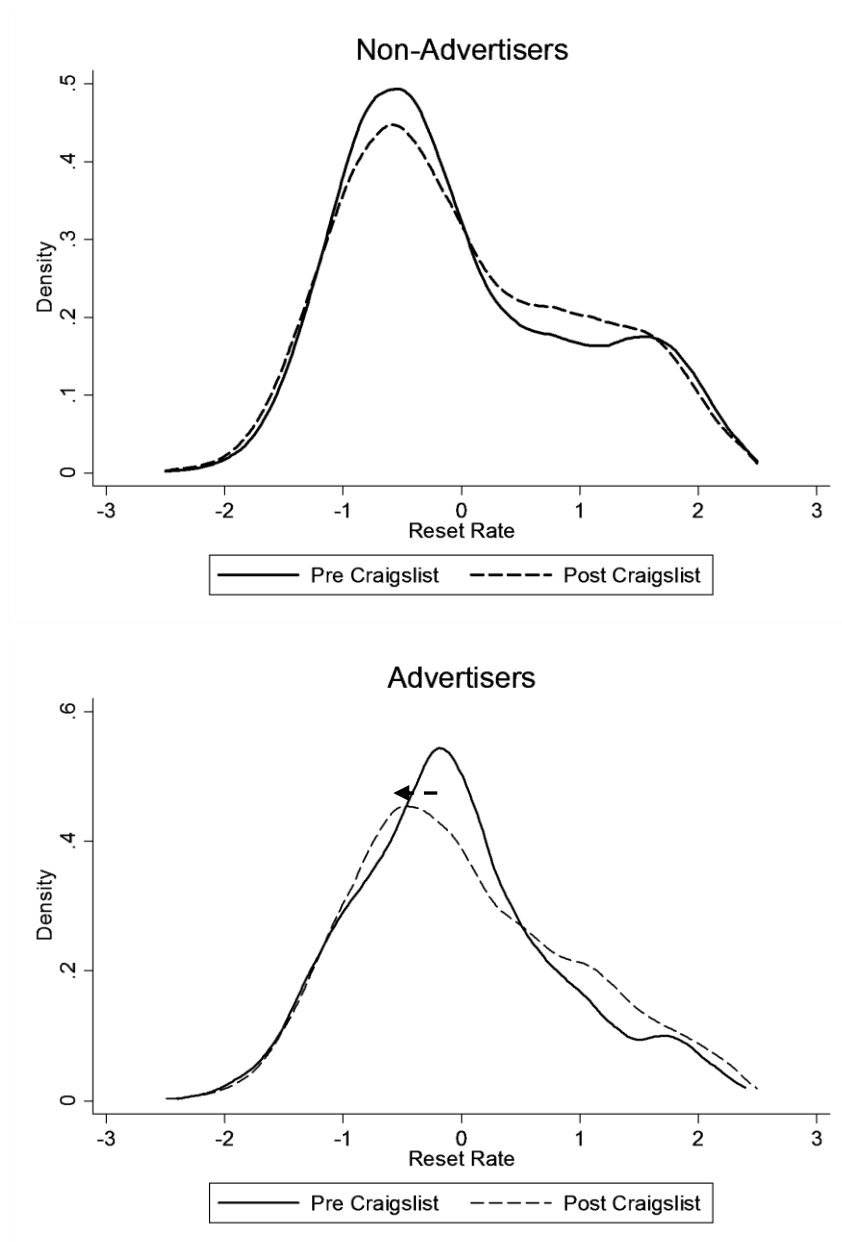 Non-Advertisers
.5
.4
.3
.2
.1
0
Density
-3 -2 -1 0 1 2 3
Reset Rate
Pre Craigslist Post Craigslist
Advertisers
.6
.4
.2
0
Density
-3 -2 -1 0 1 2 3
Reset Rate
Pre Craigslist Post Craigslist